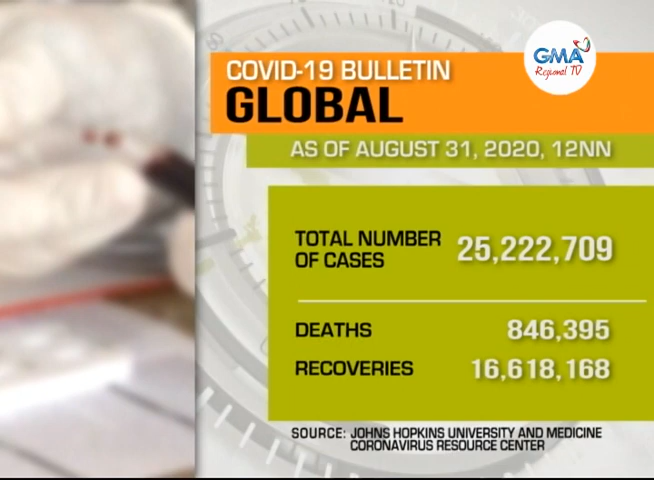 GMA
Regional TV
COVID-19 BULLETIN
GLOBAL
AS OF AUGUST 31, 2020, 12NN
TOTAL NUMBER
OF CASES 25,222,709
DEATHS 846,395
RECOVERIES 16,618,168
SOURCE: JOHNS HOPKINS UNIVERSITY AND MEDICINE
CORONAVIRUS RESOURCE CENTER